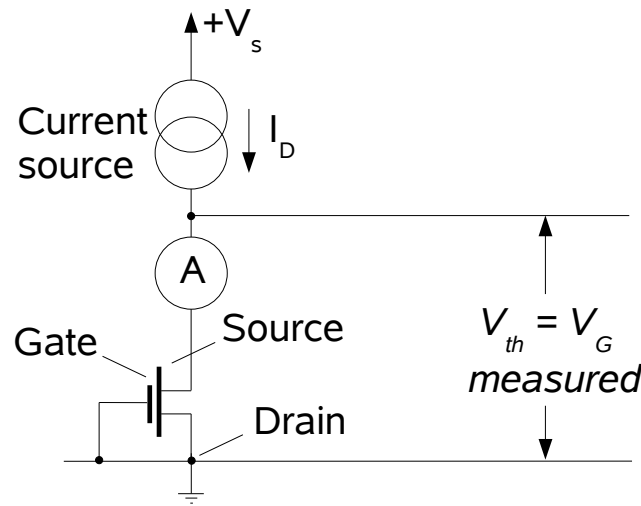 +Vs
Current
source
ID
A
Source
Gate
Vth = VG
measured
Drain